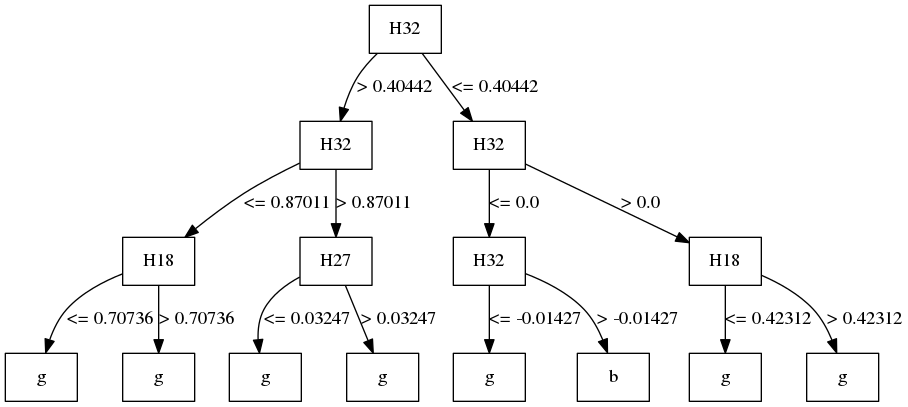 H32
> 0.40442 <= 0.40442
H32 H32
<= 0.87011 > 0.87011 <= 0.0 > 0.0
H18 H27 H32 H18
<= 0.70736 > 0.70736 <= 0.03247 > 0.03247 <= -0.01427 > -0.01427 <= 0.42312 > 0.42312
g g g g g b g g